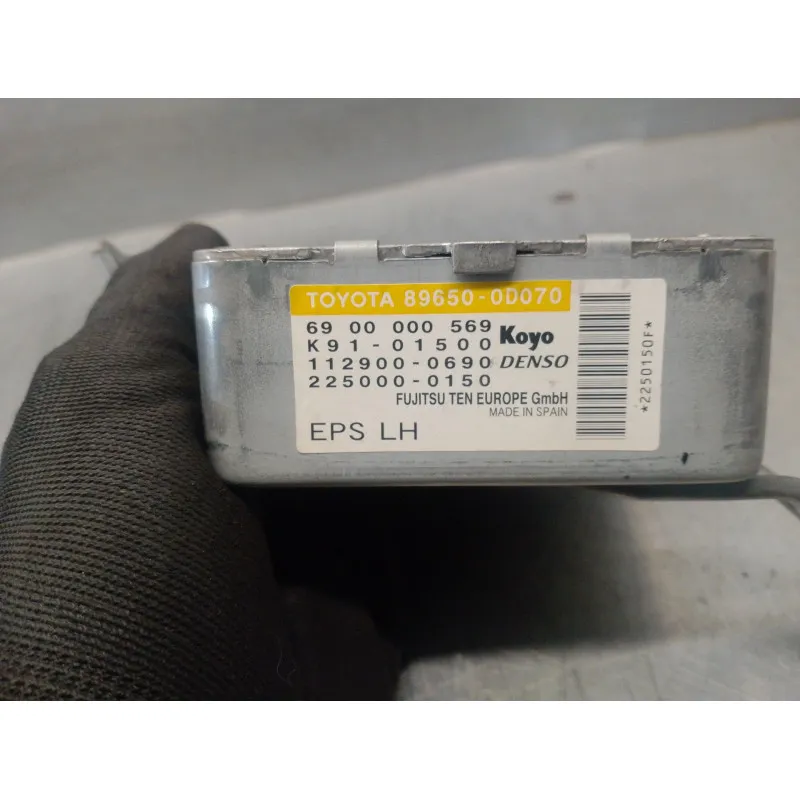 TOYOTA 89650-0D070
69 00 000 569
K91-01500 Koyo
112900-0690 DENSO
225000-0150
FUJITSU TEN EUROPE GmbH
MADE IN SPAIN
EPS LH
*2250150F*